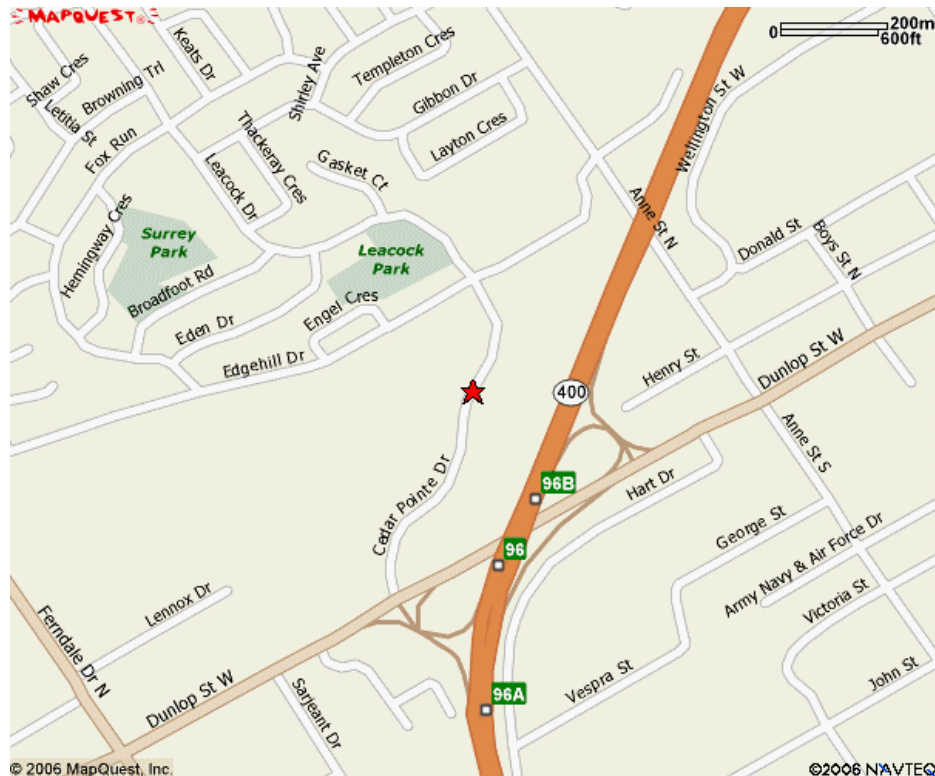 MAPQUEST®
0 200m
600ft
Shaw Cres
Keats Dr
Browning Trl
Letitia St
Fox Run
Shirley Ave
Templeton Cres
Gibbon Dr
Layton Cres
Thackeray Cres
Leacock Dr
Gasket Ct
Wellington St W
Anne St N
Donald St
Boys St N
Hemingway Cres
Surrey
Park
Leacock
Park
Broadfoot Rd
Engel Cres
Eden Dr
Edgehill Dr
400
Henry St
Dunlop St W
Anne St S
Cedar Pointe Dr
96B
Hart Dr
George St
96
Army Navy & Air Force Dr
Victoria St
Lennox Dr
Ferndale Dr N
Dunlop St W
Sarjeant Dr
96A
Vespra St
John St
© 2006 MapQuest, Inc.
©2006 NAVTEQ